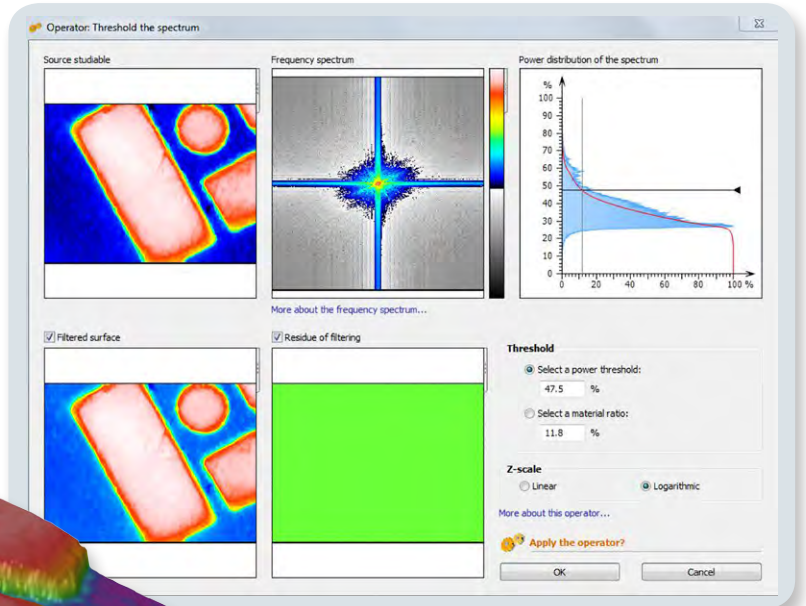 Operator: Threshold the spectrum
Source studiable
Frequency spectrum
Power distribution of the spectrum
%
100
90
80
70
60
50
40
30
20
10
0
0 20 40 60 80 100 %
More about the frequency spectrum...
Filtered surface
Residue of filtering
Threshold
Select a power threshold:
47.5 %
Select a material ratio:
11.8 %
Z-scale
Linear
Logarithmic
More about this operator...
Apply the operator?
OK
Cancel